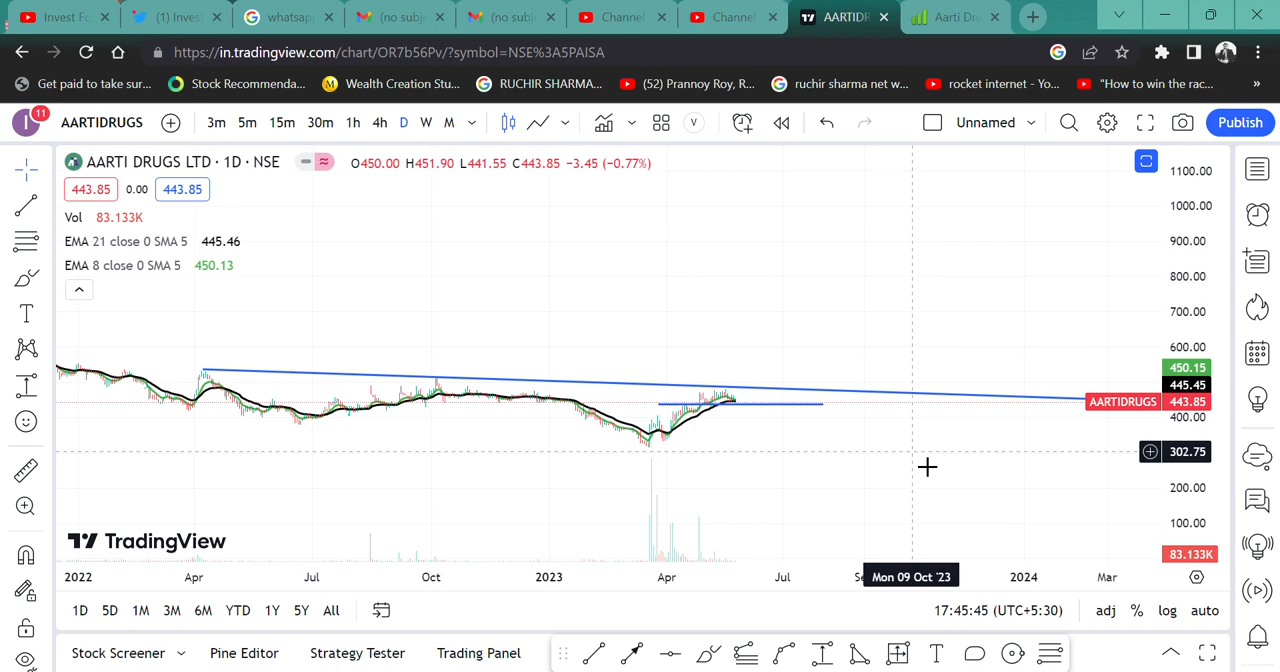 Invest Fo
(1) Invest
whatsap
(no subj
(no subj
Channel
Channel
AARTIDR
Aarti Dru
https://in.tradingview.com/chart/OR7b56Pv/?symbol=NSE%3A5PAISA
Get paid to take sur... Stock Recommenda... Wealth Creation Stu... RUCHIR SHARMA... (52) Prannoy Roy, R... ruchir sharma net w... rocket internet - Yo... "How to win the rac... »
I 11 AARTIDRUGS 3m 5m 15m 30m 1h 4h D W M V Unnamed Publish
AARTI DRUGS LTD · 1D · NSE O450.00 H451.90 L441.55 C443.85 −3.45 (−0.77%)
443.85 0.00 443.85
Vol 83.133K
EMA 21 close 0 SMA 5 445.46
EMA 8 close 0 SMA 5 450.13
1100.00
1000.00
900.00
800.00
700.00
600.00
450.15
445.45
AARTIDRUGS 443.85
400.00
302.75
200.00
100.00
83.133K
TradingView
2022 Apr Jul Oct 2023 Apr Jul Mon 09 Oct '23 2024 Mar
1D 5D 1M 3M 6M YTD 1Y 5Y All 17:45:45 (UTC+5:30) adj % log auto
Stock Screener Pine Editor Strategy Tester Trading Panel